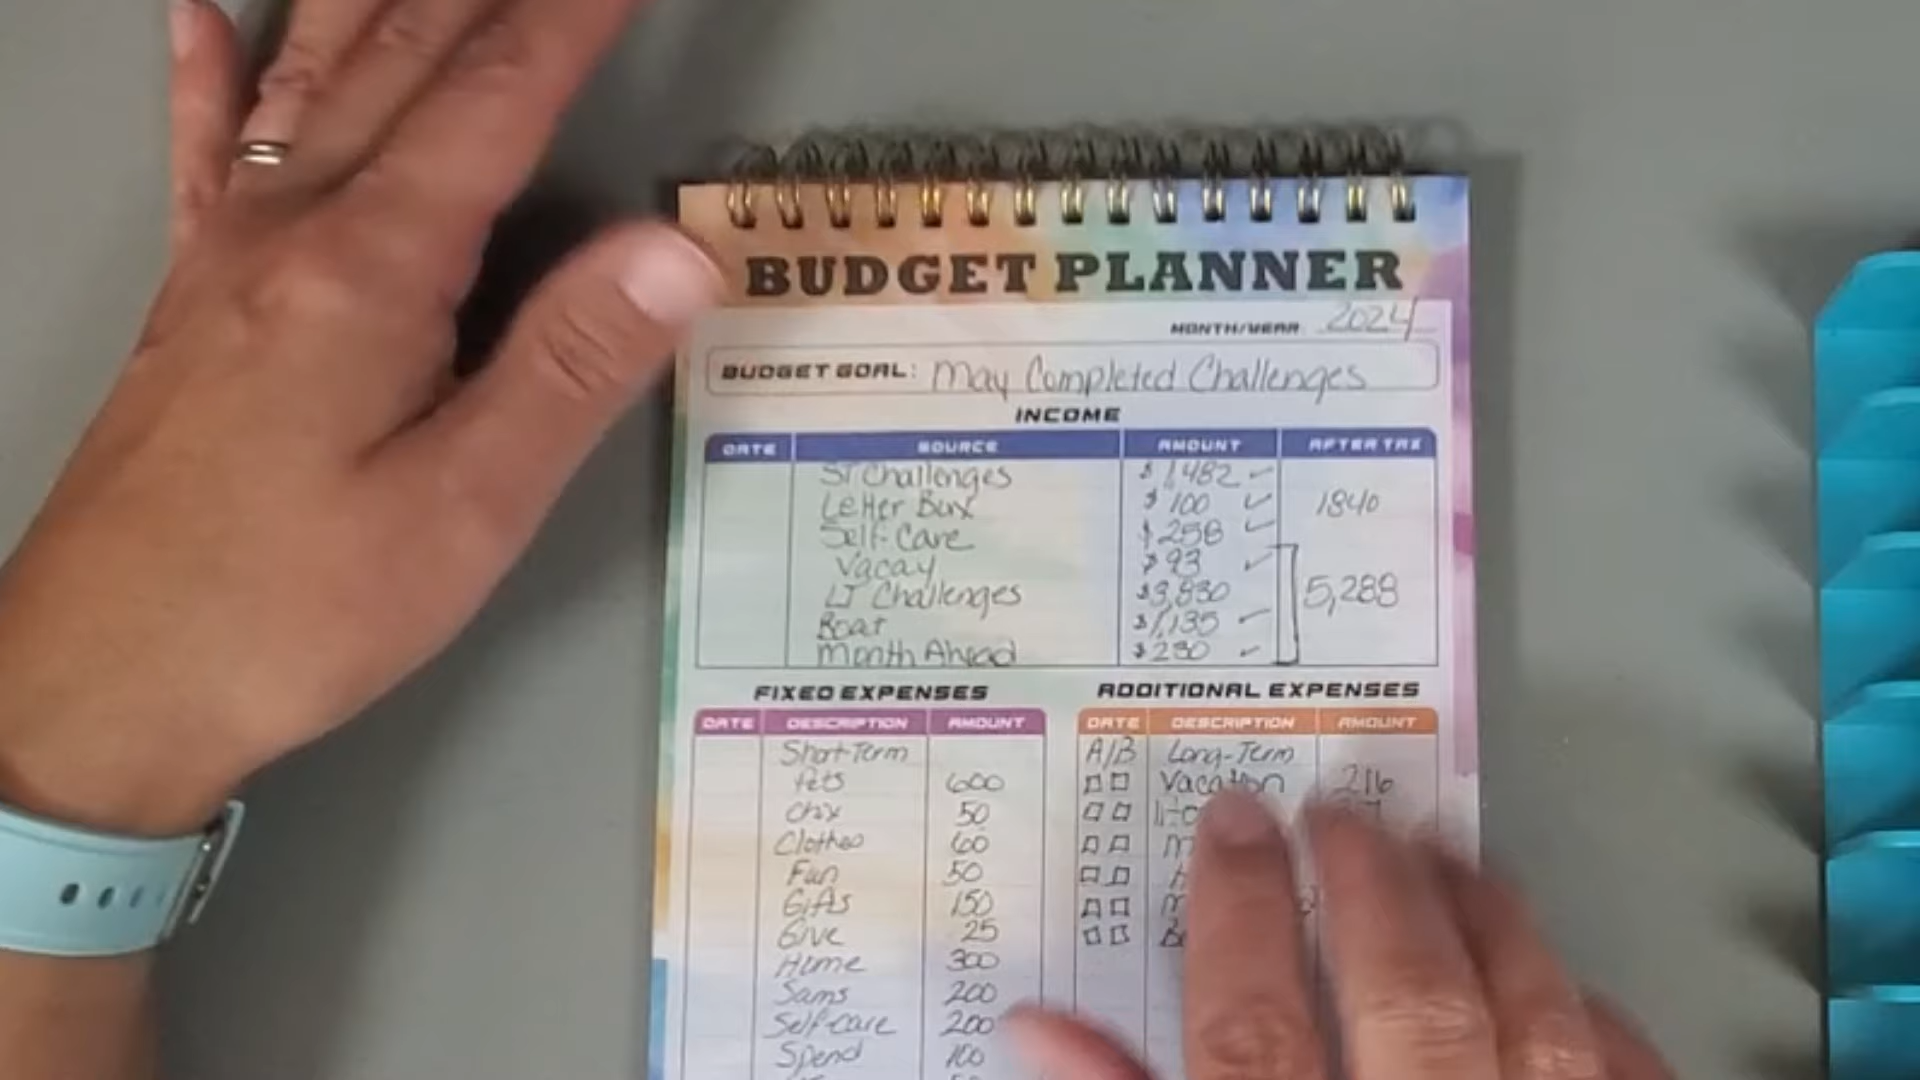 BUDGET PLANNER
MONTH/YEAR: 2024
BUDGET GOAL: May Completed Challenges
INCOME
DATE SOURCE AMOUNT AFTER TAX
ST Challenges $1,482 ✓
Letter Box $100 ✓ 1840
Self-Care $258 ✓
Vacay $93 ✓
LT Challenges $3,830 5,288
Boat $1,135 ✓
Month Ahead $230 ✓
FIXED EXPENSES
DATE DESCRIPTION AMOUNT
Short-Term
Pets 600
Chx 50
Clothes 60
Fun 50
Gifts 150
Give 25
Home 300
Sams 200
Self-care 200
Spend 100
ADDITIONAL EXPENSES
DATE DESCRIPTION AMOUNT
A/B Long-Term
Vacation 216